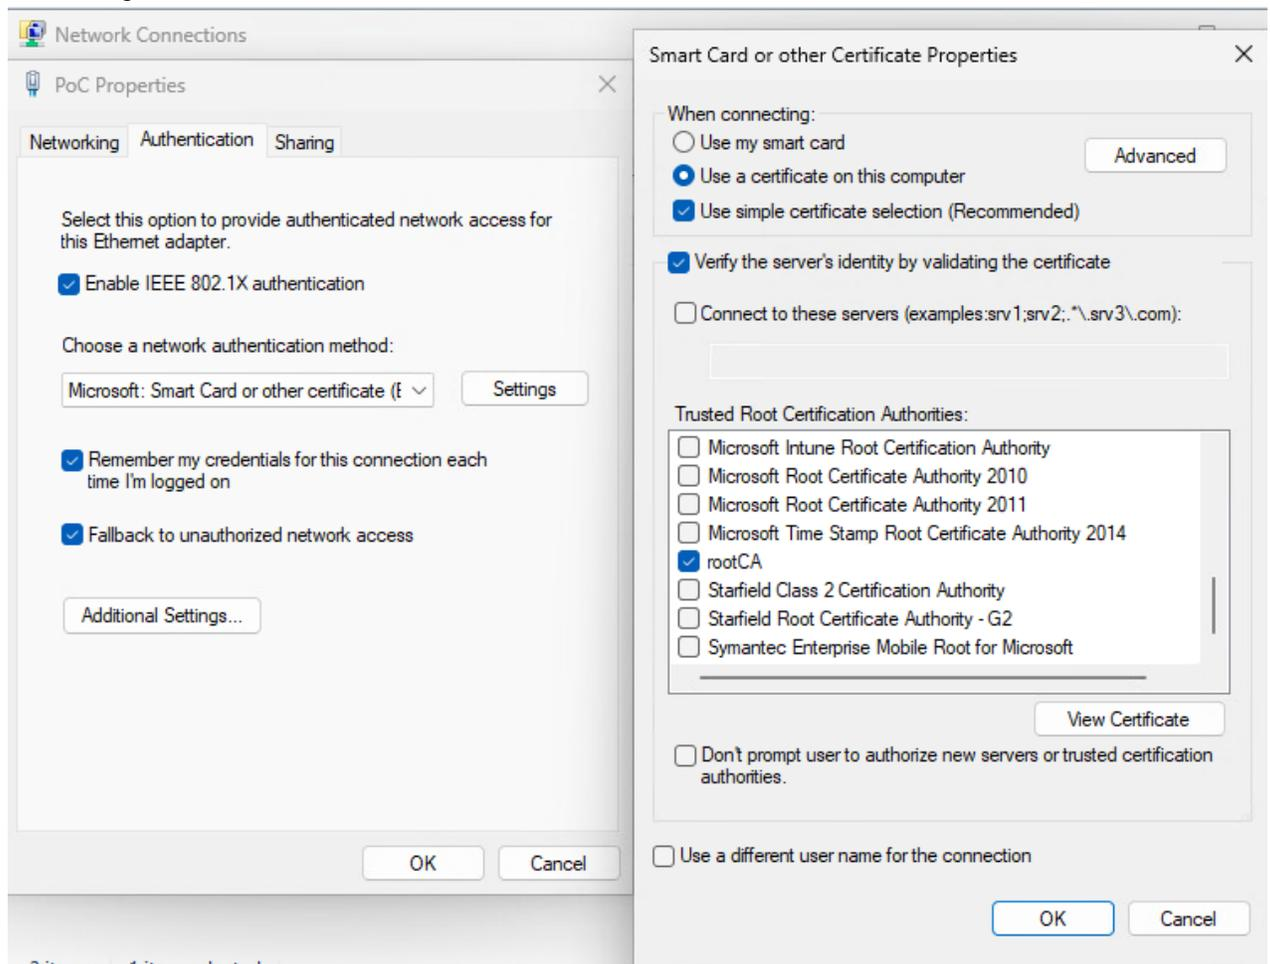 Network Connections
PoC Properties
Networking Authentication Sharing
Select this option to provide authenticated network access for
this Ethernet adapter.
Enable IEEE 802.1X authentication
Choose a network authentication method:
Microsoft: Smart Card or other certificate (E
Settings
Remember my credentials for this connection each
time I'm logged on
Fallback to unauthorized network access
Additional Settings...
OK Cancel
Smart Card or other Certificate Properties
When connecting:
Use my smart card
Advanced
Use a certificate on this computer
Use simple certificate selection (Recommended)
Verify the server's identity by validating the certificate
Connect to these servers (examples:srv1;srv2;.*\.srv3\.com):
Trusted Root Certification Authorities:
Microsoft Intune Root Certification Authority
Microsoft Root Certificate Authority 2010
Microsoft Root Certificate Authority 2011
Microsoft Time Stamp Root Certificate Authority 2014
rootCA
Starfield Class 2 Certification Authority
Starfield Root Certificate Authority - G2
Symantec Enterprise Mobile Root for Microsoft
View Certificate
Don't prompt user to authorize new servers or trusted certification
authorities.
Use a different user name for the connection
OK Cancel